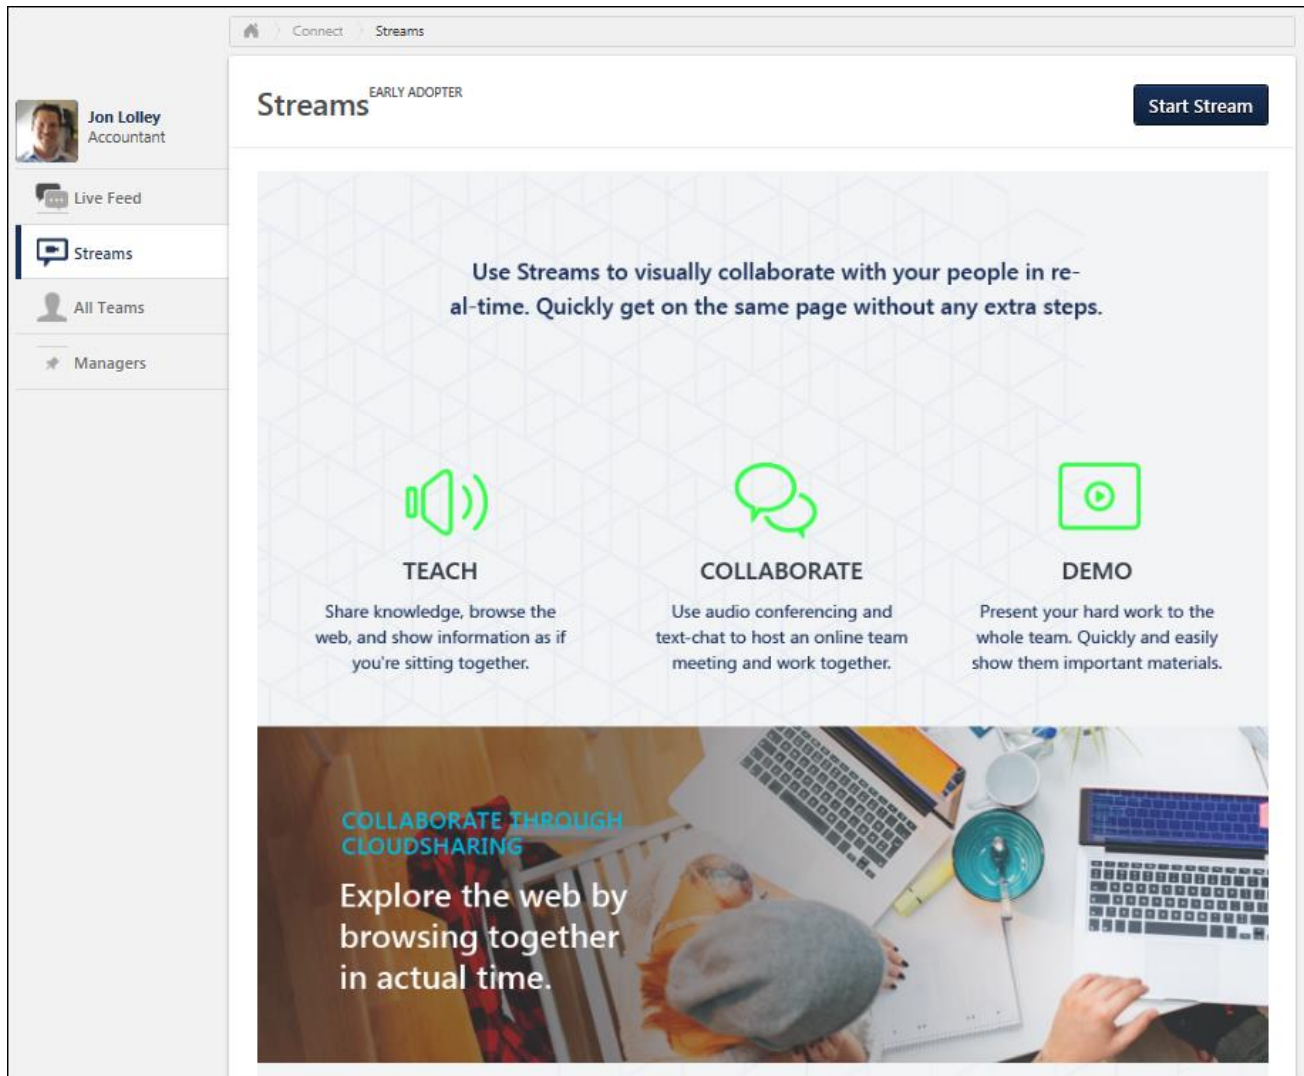 Connect
Streams
Jon Lolley
Accountant
Live Feed
Streams
All Teams
Managers
Streams EARLY ADOPTER
Start Stream
Use Streams to visually collaborate with your people in re-
al-time. Quickly get on the same page without any extra steps.
TEACH
Share knowledge, browse the
web, and show information as if
you're sitting together.
COLLABORATE
Use audio conferencing and
text-chat to host an online team
meeting and work together.
DEMO
Present your hard work to the
whole team. Quickly and easily
show them important materials.
COLLABORATE THROUGH
CLOUDSHARING
Explore the web by
browsing together
in actual time.